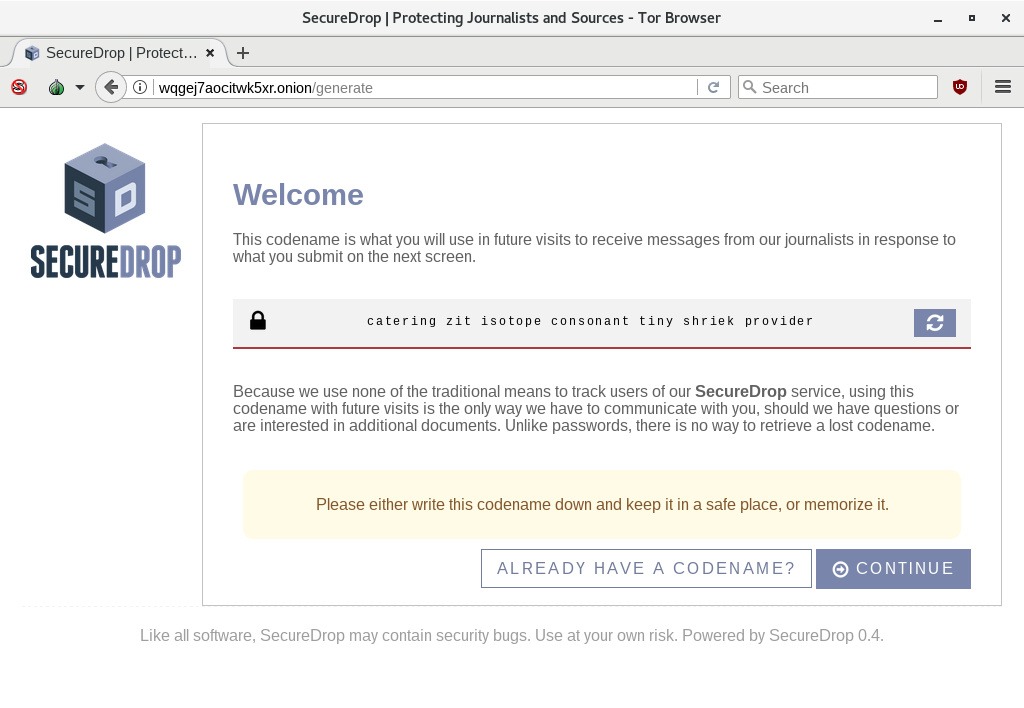 SecureDrop | Protecting Journalists and Sources - Tor Browser
SecureDrop | Protect…
wqgej7aocitwk5xr.onion/generate
Search
SECUREDROP
Welcome
This codename is what you will use in future visits to receive messages from our journalists in response to
what you submit on the next screen.
catering zit isotope consonant tiny shriek provider
Because we use none of the traditional means to track users of our SecureDrop service, using this
codename with future visits is the only way we have to communicate with you, should we have questions or
are interested in additional documents. Unlike passwords, there is no way to retrieve a lost codename.
Please either write this codename down and keep it in a safe place, or memorize it.
ALREADY HAVE A CODENAME?
CONTINUE
Like all software, SecureDrop may contain security bugs. Use at your own risk. Powered by SecureDrop 0.4.